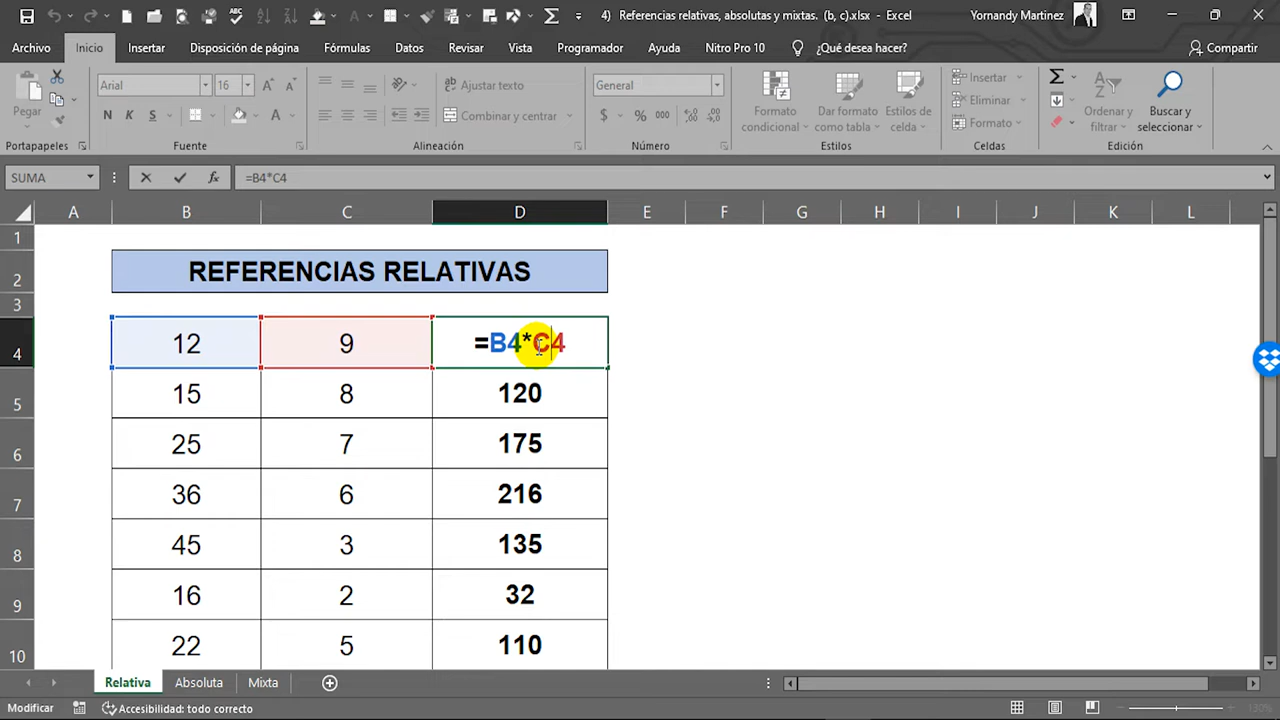 4) Referencias relativas, absolutas y mixtas. (b, c).xlsx - Excel
Yornandy Martinez
Archivo Inicio Insertar Disposición de página Fórmulas Datos Revisar Vista Programador Ayuda Nitro Pro 10 ¿Qué desea hacer? Compartir
Pegar
Arial 16
N K S
Ajustar texto
Combinar y centrar
General
$ % 000
Formato condicional
Dar formato como tabla
Estilos de celda
Insertar
Eliminar
Formato
Ordenar y filtrar
Buscar y seleccionar
Portapapeles Fuente Alineación Número Estilos Celdas Edición
SUMA fx =B4*C4
A B C D E F G H I J K L
1
2 REFERENCIAS RELATIVAS
3
4 12 9 =B4*C4
5 15 8 120
6 25 7 175
7 36 6 216
8 45 3 135
9 16 2 32
10 22 5 110
Relativa Absoluta Mixta
Modificar Accesibilidad: todo correcto 130%